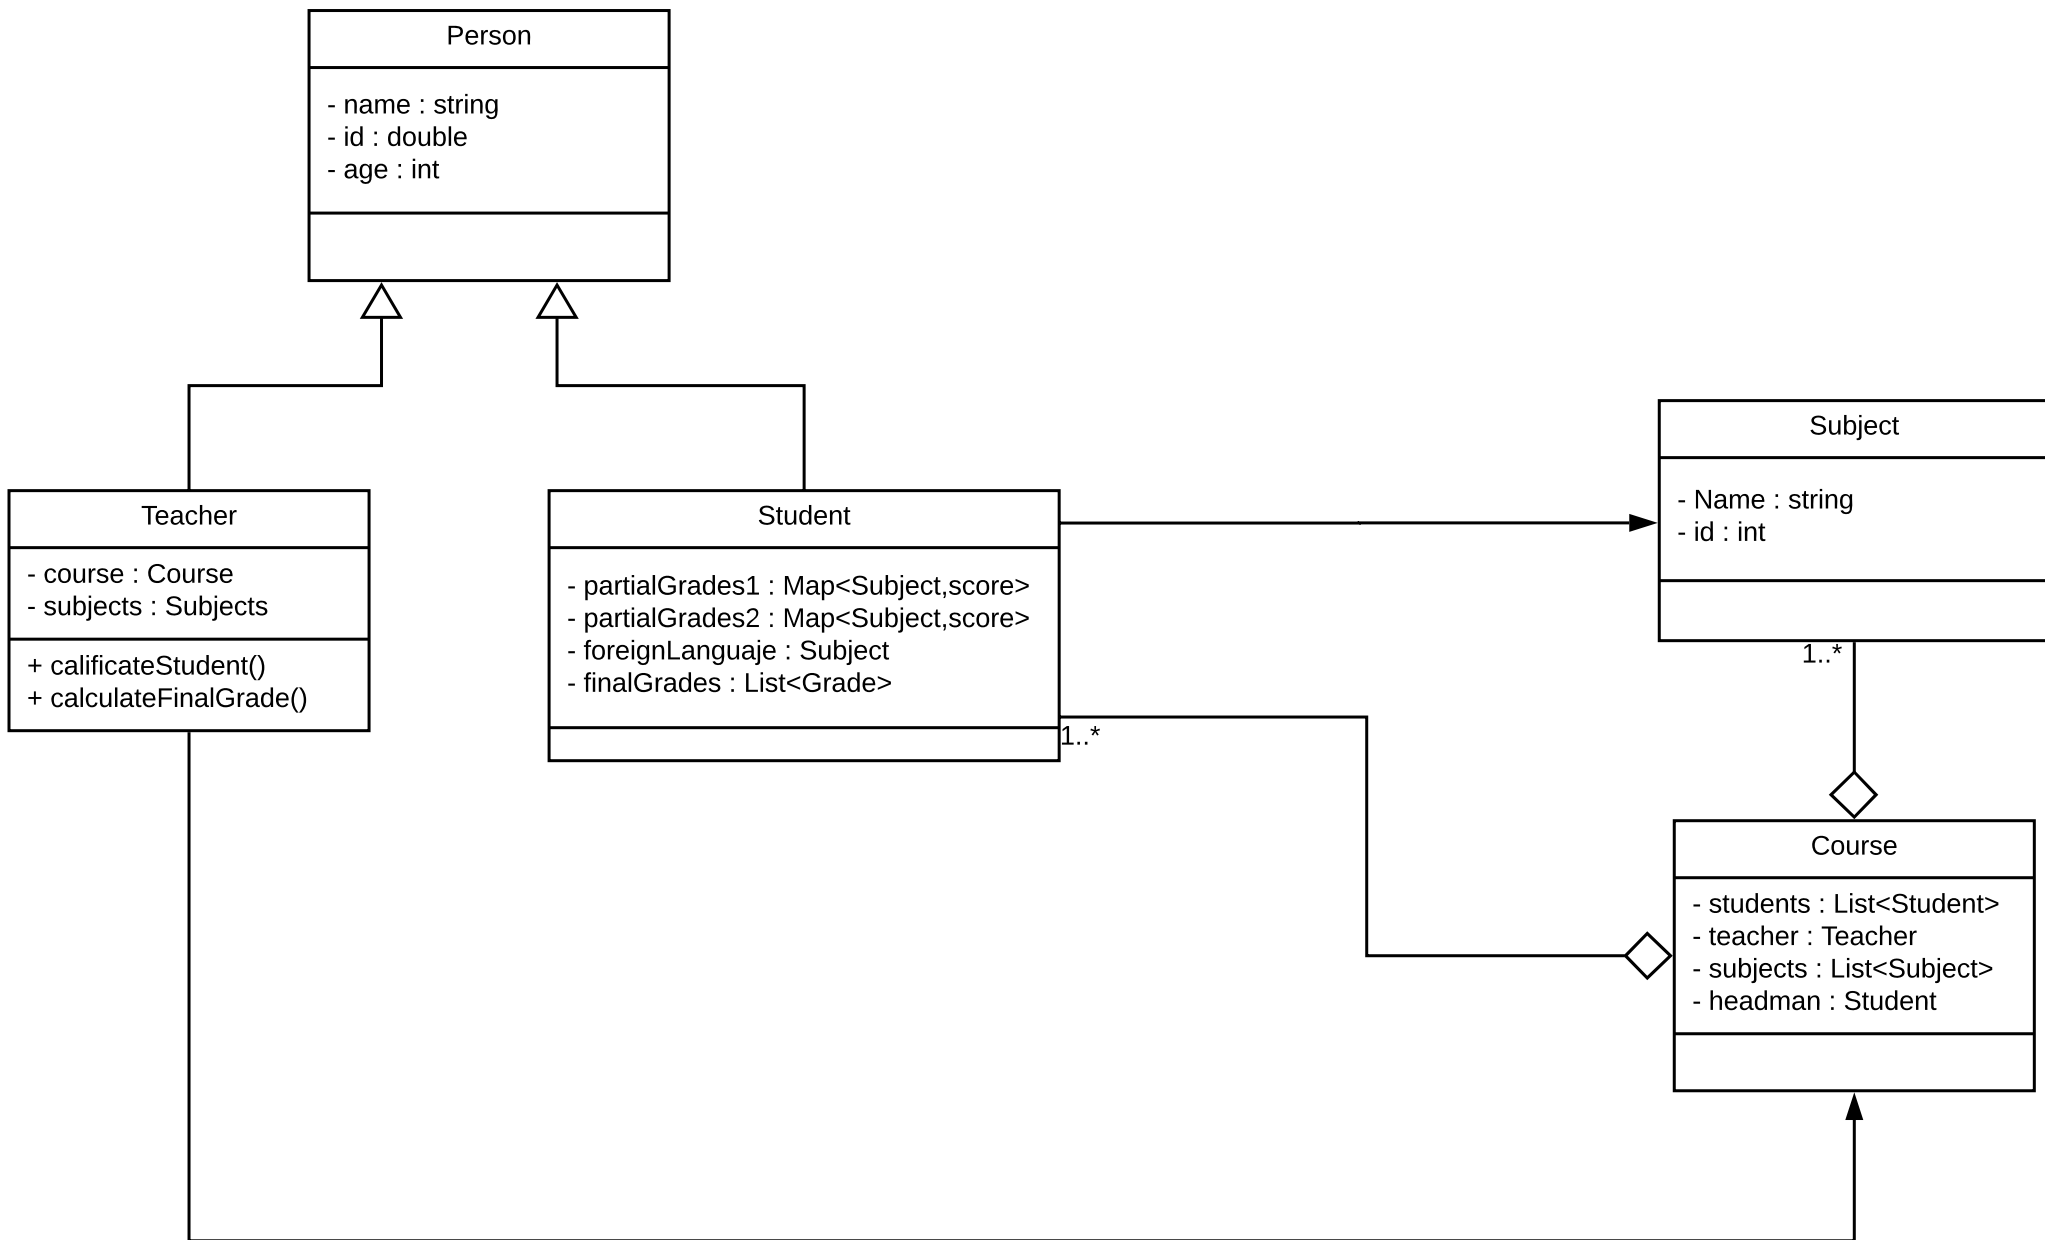 Person
- name : string
- id : double
- age : int
Teacher
- course : Course
- subjects : Subjects
+ calificateStudent()
+ calculateFinalGrade()
Student
- partialGrades1 : Map<Subject,score>
- partialGrades2 : Map<Subject,score>
- foreignLanguaje : Subject
- finalGrades : List<Grade>
1..*
Subject
- Name : string
- id : int
1..*
Course
- students : List<Student>
- teacher : Teacher
- subjects : List<Subject>
- headman : Student